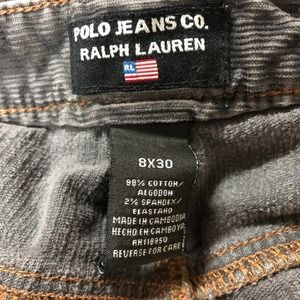 POLO JEANS CO.
RALPH LAUREN
RL
8X30
98% COTTON/
ALGODON
2% SPANDEX/
ELASTANO
MADE IN CAMBODIA
HECHO EN CAMBOYA
RH118950
REVERSE FOR CARE